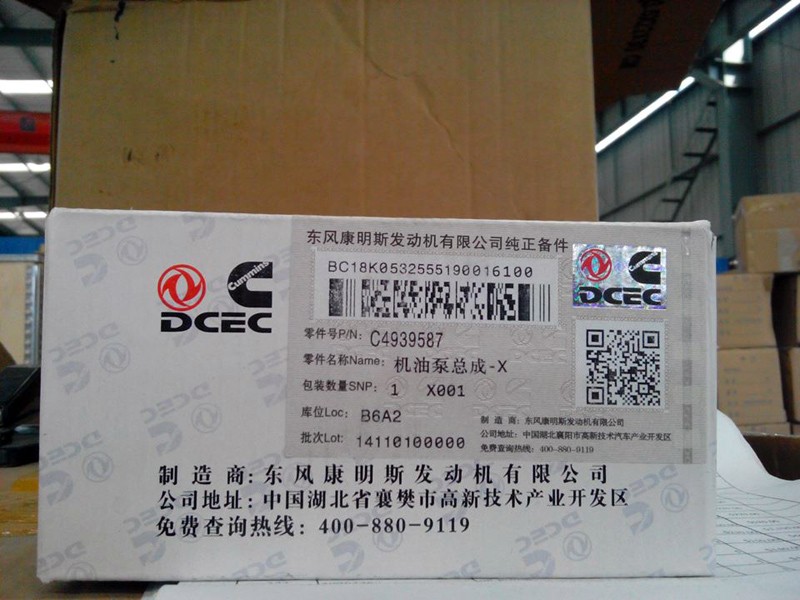 东风康明斯发动机有限公司纯正备件
BC18K0532555190016100
Cummins
DCEC
DCEC
零件号P/N: C4939587
零件名称Name: 机油泵总成-X
包装数量SNP: 1 X001
库位Loc: B6A2
批次Lot: 14110100000
制 造 商: 东风康明斯发动机有限公司
公司地址: 中国湖北襄阳市高新技术汽车产业开发区
免费查询热线: 400-880-9119
制 造 商: 东风康明斯发动机有限公司
公司地址: 中国湖北省襄樊市高新技术产业开发区
免费查询热线: 400-880-9119